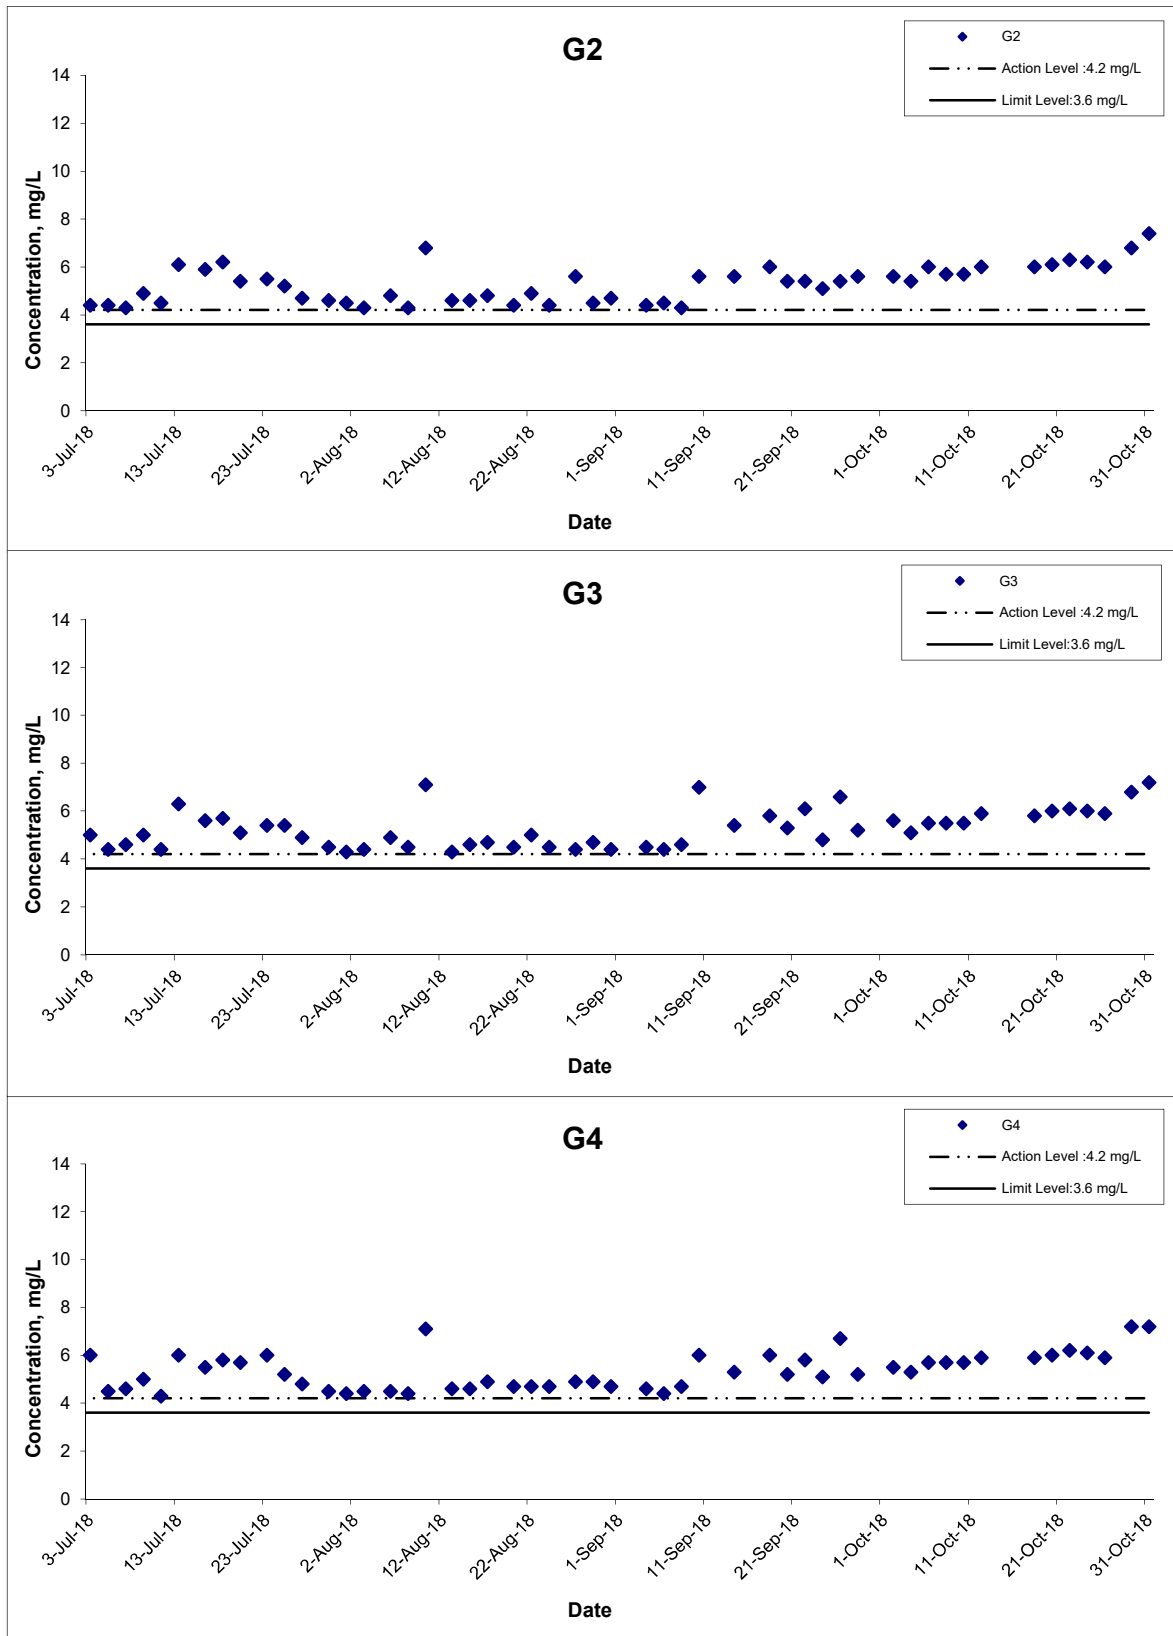 G2
G2
Action Level :4.2 mg/L
Limit Level:3.6 mg/L
Concentration, mg/L
14
12
10
8
6
4
2
0
3-Jul-18
13-Jul-18
23-Jul-18
2-Aug-18
12-Aug-18
22-Aug-18
1-Sep-18
11-Sep-18
21-Sep-18
1-Oct-18
11-Oct-18
21-Oct-18
31-Oct-18
Date
G3
G3
Action Level :4.2 mg/L
Limit Level:3.6 mg/L
Concentration, mg/L
14
12
10
8
6
4
2
0
3-Jul-18
13-Jul-18
23-Jul-18
2-Aug-18
12-Aug-18
22-Aug-18
1-Sep-18
11-Sep-18
21-Sep-18
1-Oct-18
11-Oct-18
21-Oct-18
31-Oct-18
Date
G4
G4
Action Level :4.2 mg/L
Limit Level:3.6 mg/L
Concentration, mg/L
14
12
10
8
6
4
2
0
3-Jul-18
13-Jul-18
23-Jul-18
2-Aug-18
12-Aug-18
22-Aug-18
1-Sep-18
11-Sep-18
21-Sep-18
1-Oct-18
11-Oct-18
21-Oct-18
31-Oct-18
Date